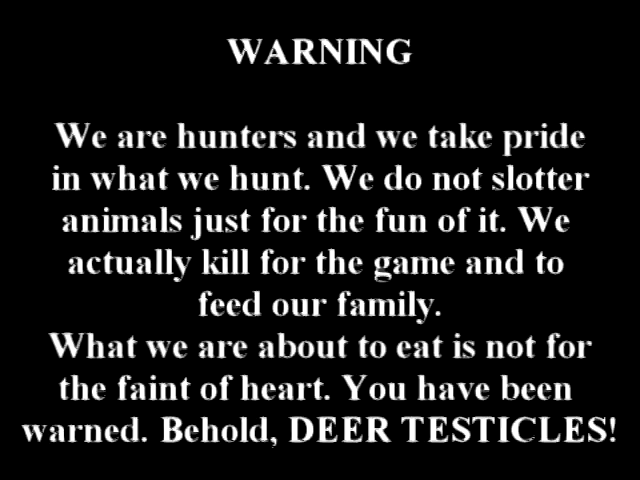 WARNING
We are hunters and we take pride
in what we hunt. We do not slotter
animals just for the fun of it. We
actually kill for the game and to
feed our family.
What we are about to eat is not for
the faint of heart. You have been
warned. Behold, DEER TESTICLES!